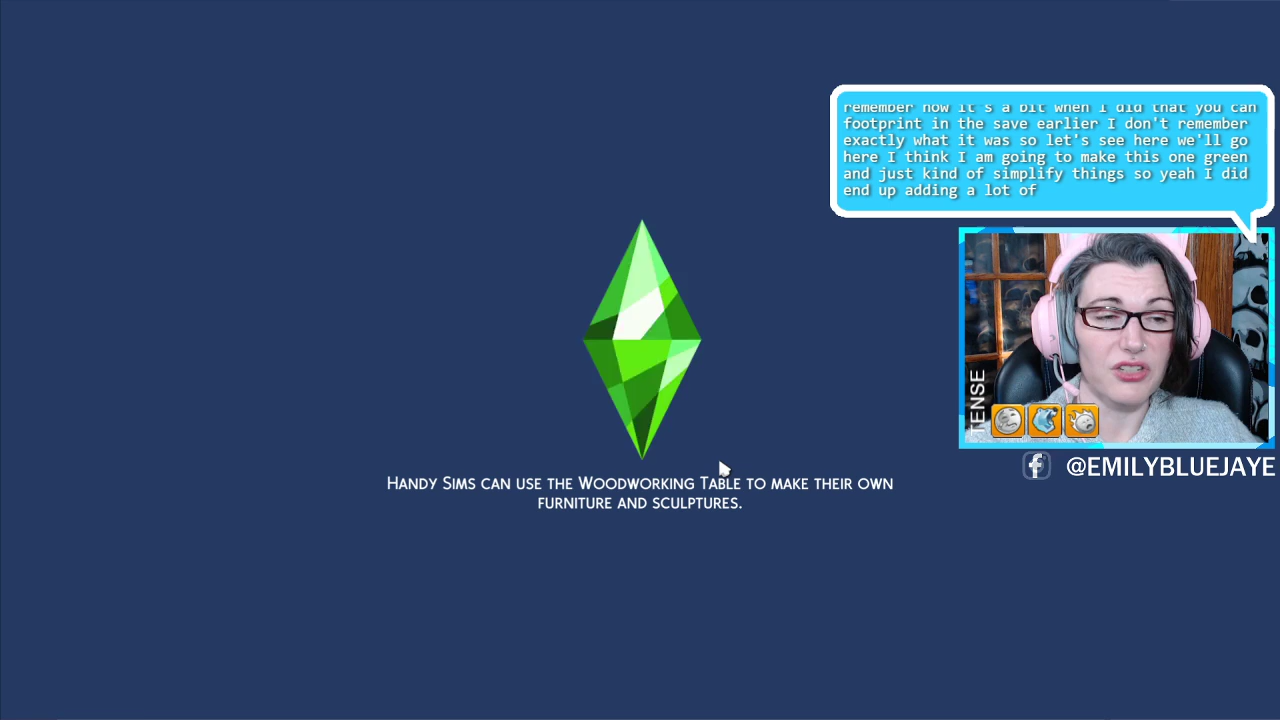 remember now it's a bit when I did that you can
footprint in the save earlier I don't remember
exactly what it was so let's see here we'll go
here I think I am going to make this one green
and just kind of simplify things so yeah I did
end up adding a lot of
TENSE
@EMILYBLUEJAYE
Handy Sims can use the Woodworking Table to make their own
furniture and sculptures.